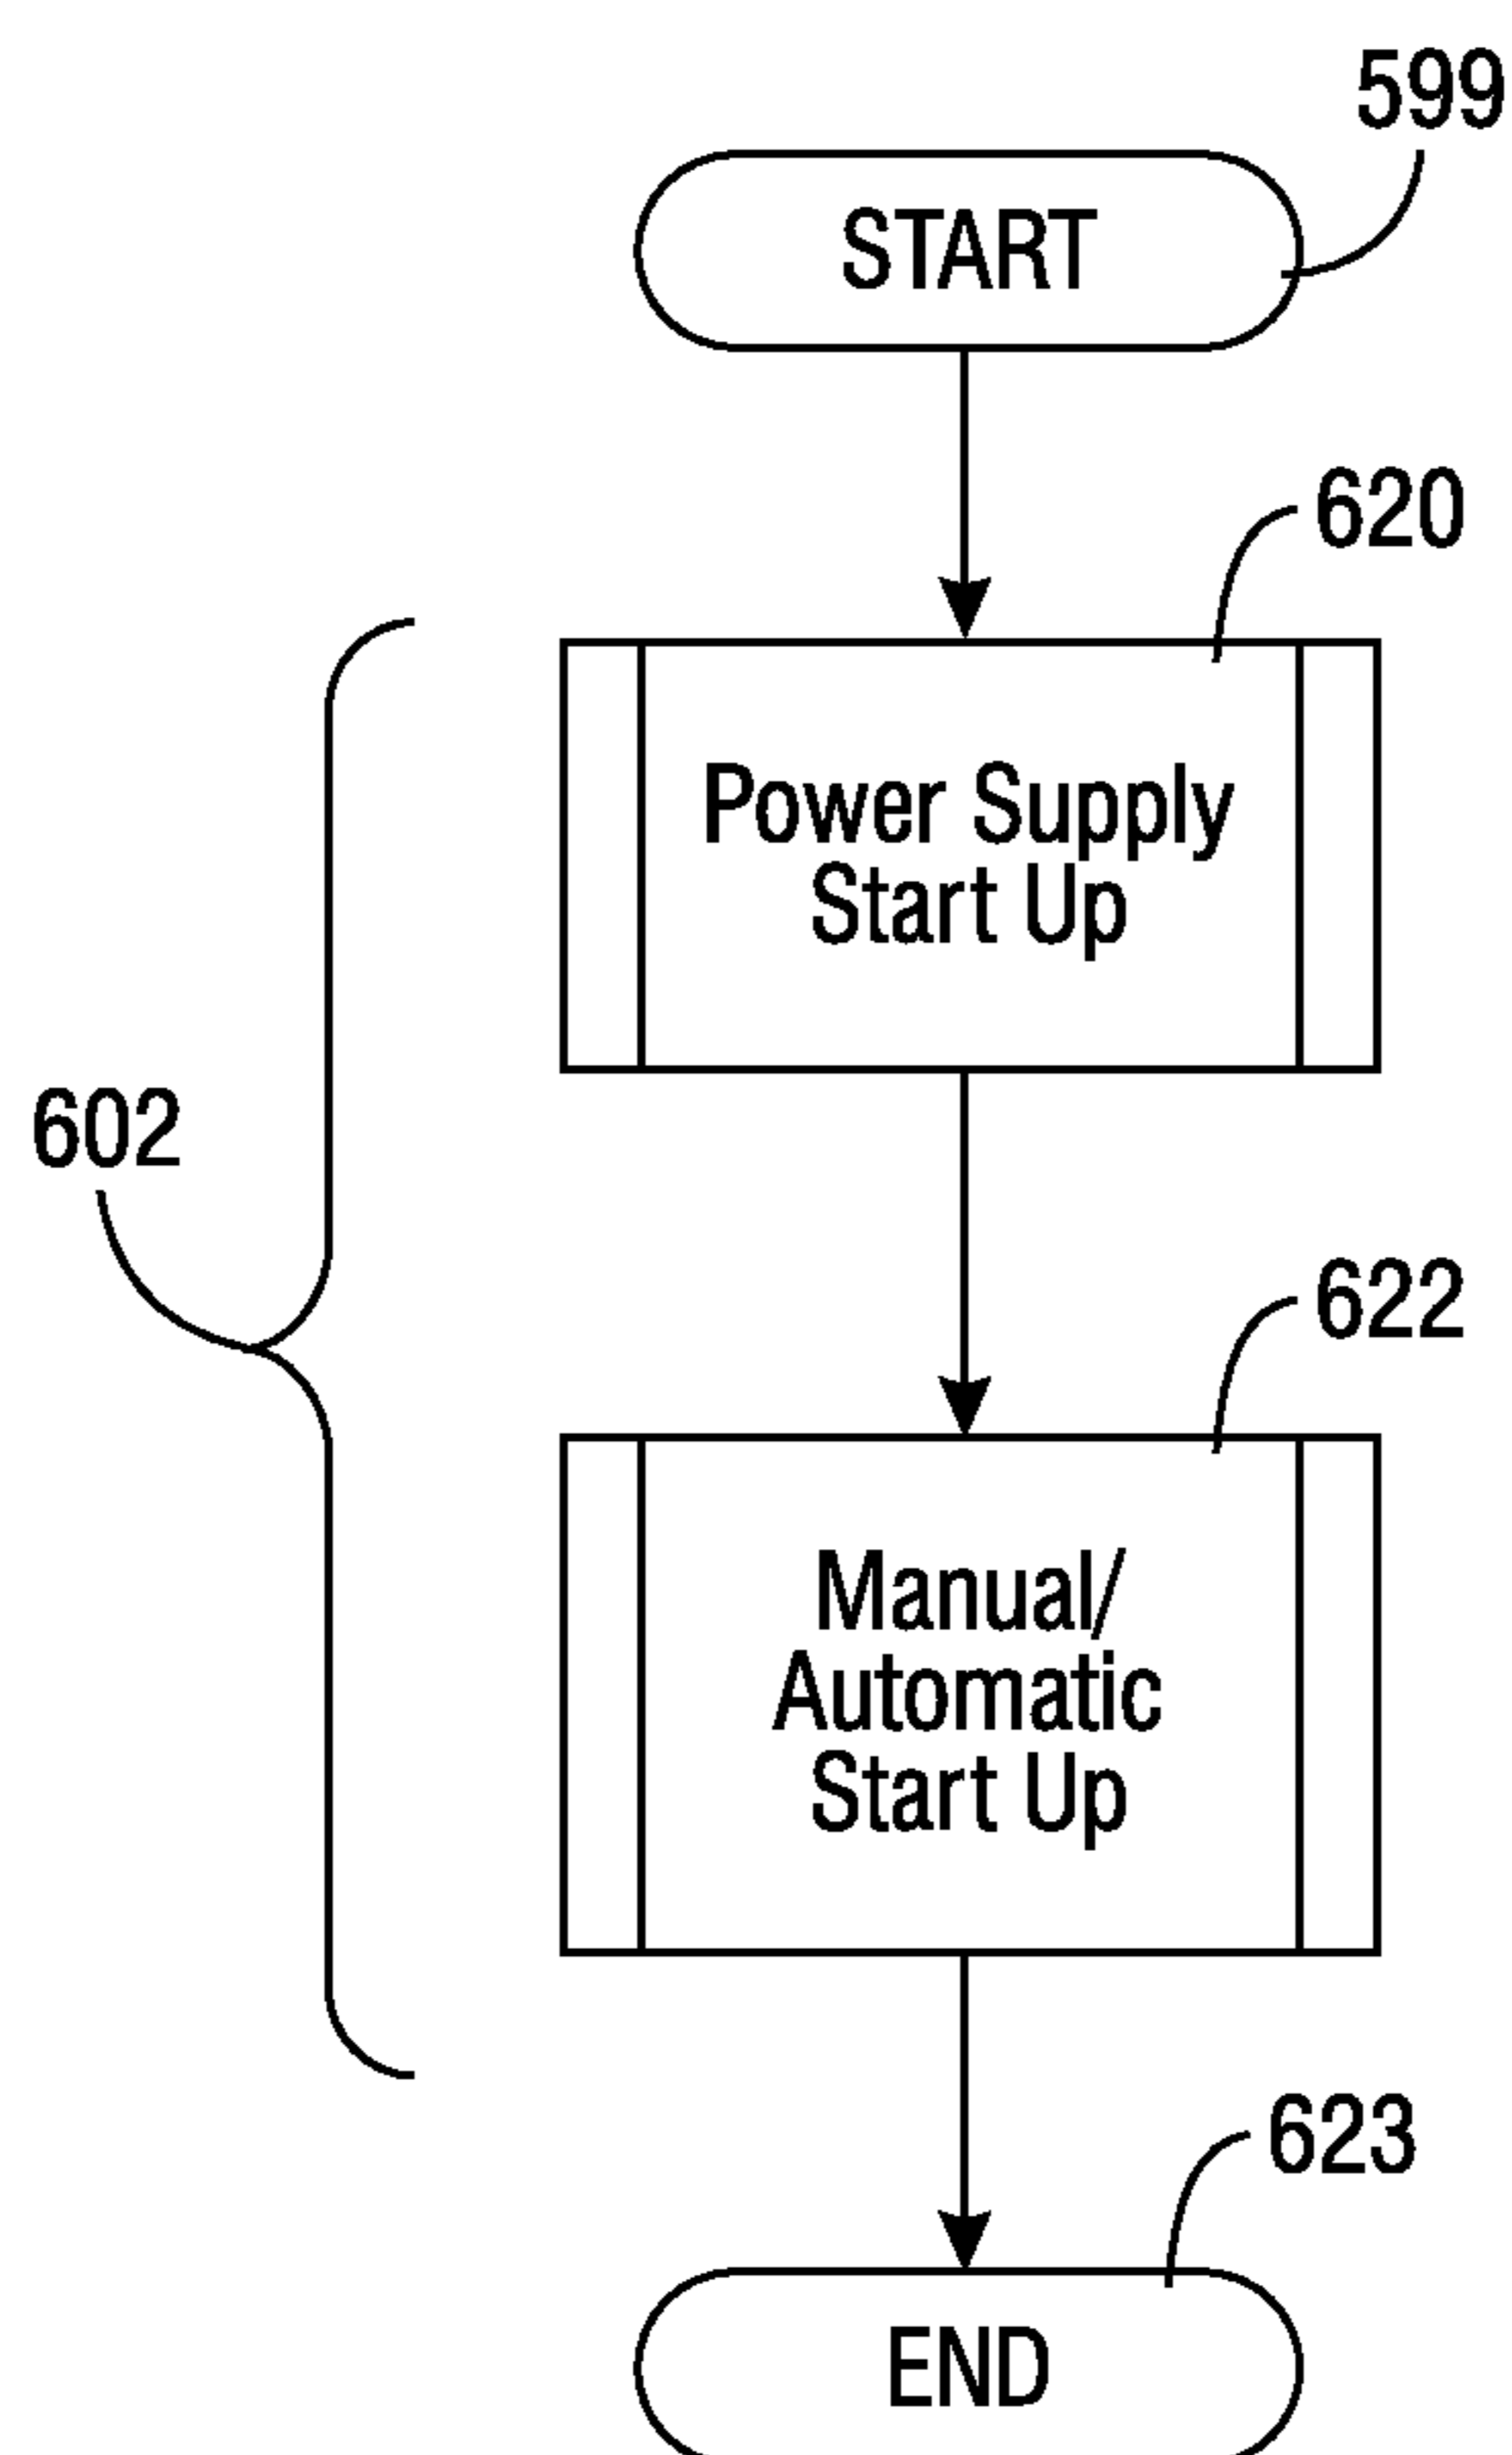 599
START
620
Power Supply
Start Up
602
622
Manual/
Automatic
Start Up
623
END